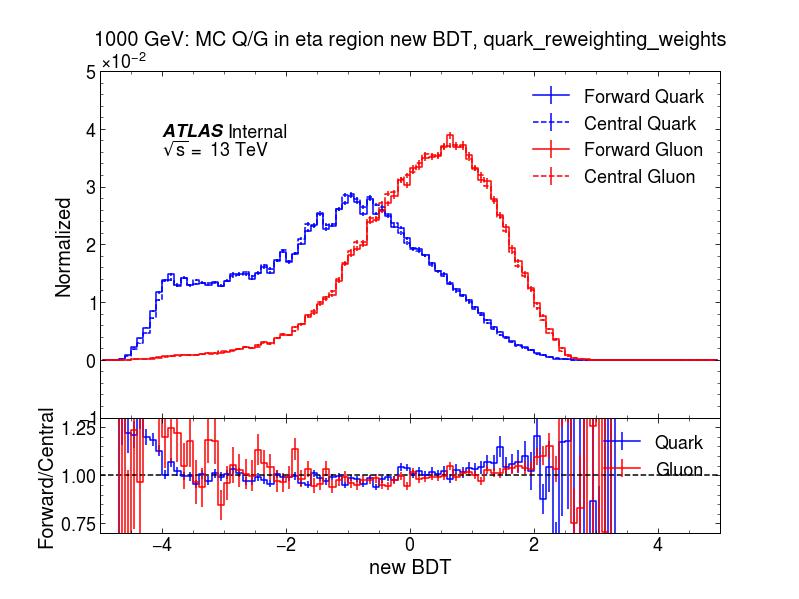 1000 GeV: MC Q/G in eta region new BDT, quark_reweighting_weights
×10⁻²
5
4
3
2
1
0
−1
Normalized
ATLAS Internal
√s = 13 TeV
Forward Quark
Central Quark
Forward Gluon
Central Gluon
1.25
1.00
0.75
Forward/Central
Quark
Gluon
−4 −2 0 2 4
new BDT